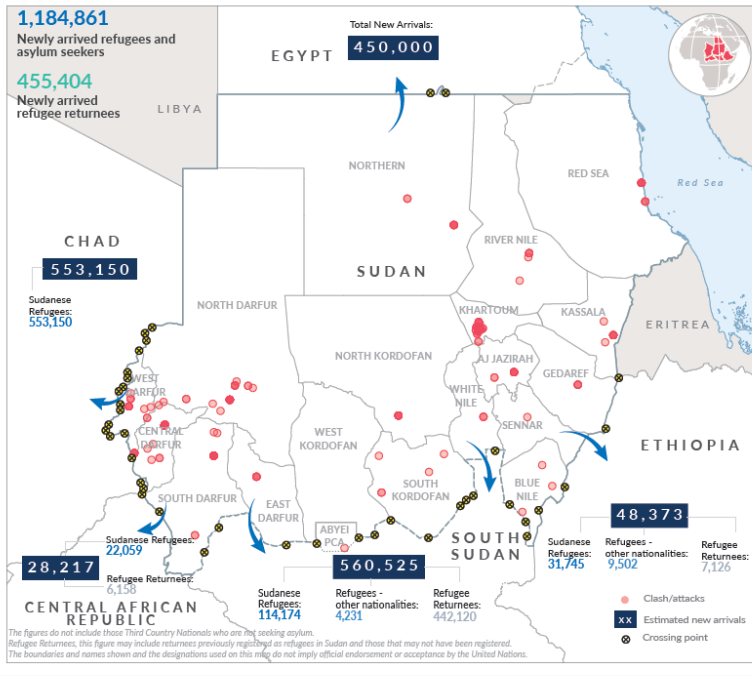 1,184,861
Newly arrived refugees and
asylum seekers
455,404
Newly arrived
refugee returnees
Total New Arrivals:
450,000
EGYPT
LIBYA
NORTHERN
RED SEA
Red Sea
RIVER NILE
CHAD
553,150
Sudanese
Refugees:
553,150
SUDAN
NORTH DARFUR
KHARTOUM
KASSALA
ERITREA
NORTH KORDOFAN
AJ JAZIRAH
GEDAREF
WEST
DARFUR
WHITE
NILE
SENNAR
CENTRAL
DARFUR
WEST
KORDOFAN
ETHIOPIA
SOUTH
KORDOFAN
BLUE
NILE
SOUTH DARFUR
EAST
DARFUR
ABYEI
PCA
SOUTH
SUDAN
48,373
Sudanese
Refugees:
31,745
Refugees -
other nationalities:
9,502
Refugee
Returnees:
7,126
Sudanese Refugees:
22,059
28,217
Refugee Returnees:
6,158
CENTRAL AFRICAN
REPUBLIC
560,525
Sudanese
Refugees:
114,174
Refugees -
other nationalities:
4,231
Refugee
Returnees:
442,120
Clash/attacks
xx Estimated new arrivals
Crossing point
The figures do not include those Third Country Nationals who are not seeking asylum.
Refugee Returnees, this figure may include returnees previously registered as refugees in Sudan and those that may not have been registered.
The boundaries and names shown and the designations used on this map do not imply official endorsement or acceptance by the United Nations.